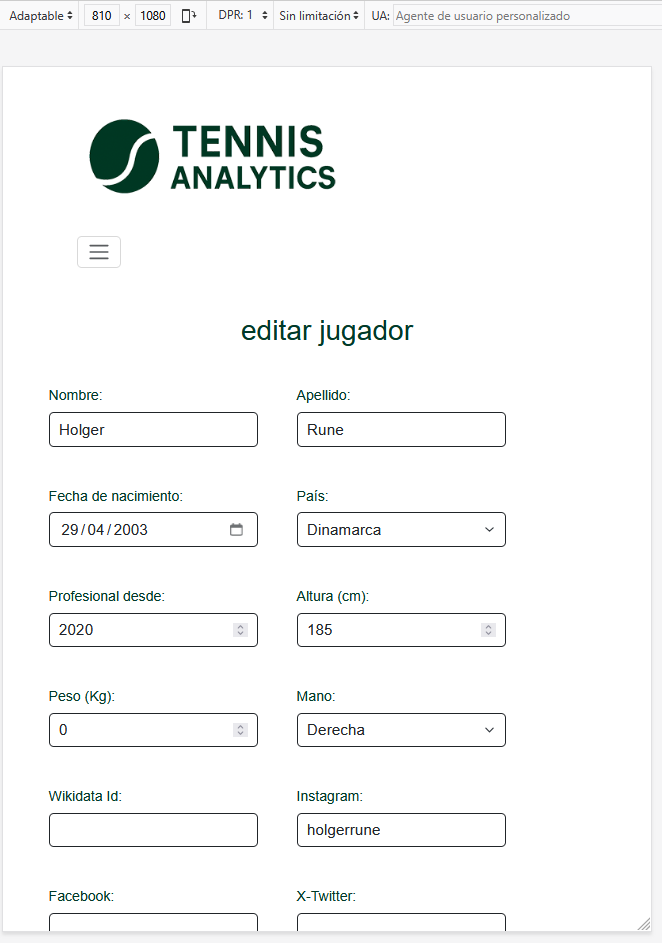 Adaptable 810 × 1080 DPR: 1 Sin limitación UA: Agente de usuario personalizado
TENNIS
ANALYTICS
editar jugador
Nombre: Apellido:
Holger Rune
Fecha de nacimiento: País:
29/04/2003 Dinamarca
Profesional desde: Altura (cm):
2020 185
Peso (Kg): Mano:
0 Derecha
Wikidata Id: Instagram:
holgerrune
Facebook: X-Twitter: